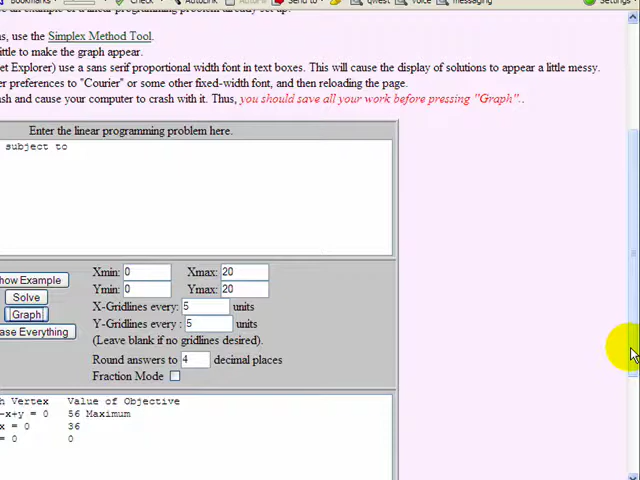 Bookmarks Check AutoLink Send to qwest voice messaging Settings
an example of a linear programming problem already set up.
ns, use the Simplex Method Tool.
little to make the graph appear.
et Explorer) use a sans serif proportional width font in text boxes. This will cause the display of solutions to appear a little messy.
er preferences to "Courier" or some other fixed-width font, and then reloading the page.
sh and cause your computer to crash with it. Thus, you should save all your work before pressing "Graph"..
Enter the linear programming problem here.
subject to
how Example
Solve
Graph
ase Everything
Xmin: 0 Xmax: 20
Ymin: 0 Ymax: 20
X-Gridlines every: 5 units
Y-Gridlines every : 5 units
(Leave blank if no gridlines desired).
Round answers to 4 decimal places
Fraction Mode
h Vertex Value of Objective
-x+y = 0 56 Maximum
x = 0 36
= 0 0